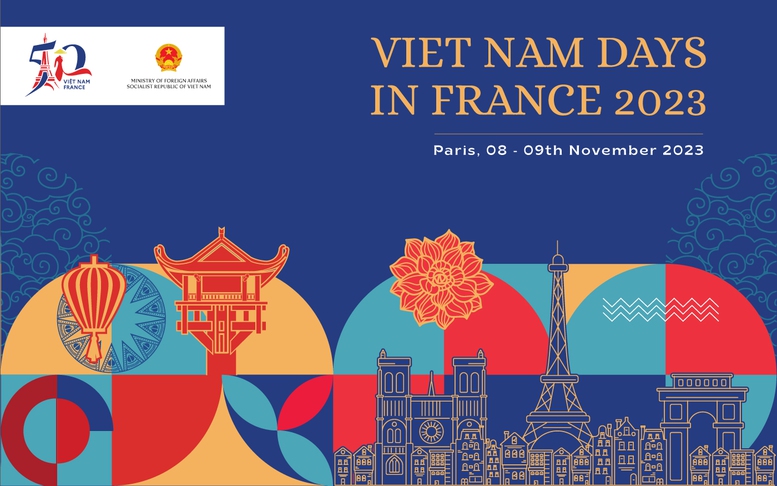 50
VIỆT NAM
FRANCE
MINISTRY OF FOREIGN AFFAIRS
SOCIALIST REPUBLIC OF VIET NAM
VIET NAM DAYS
IN FRANCE 2023
Paris, 08 - 09th November 2023